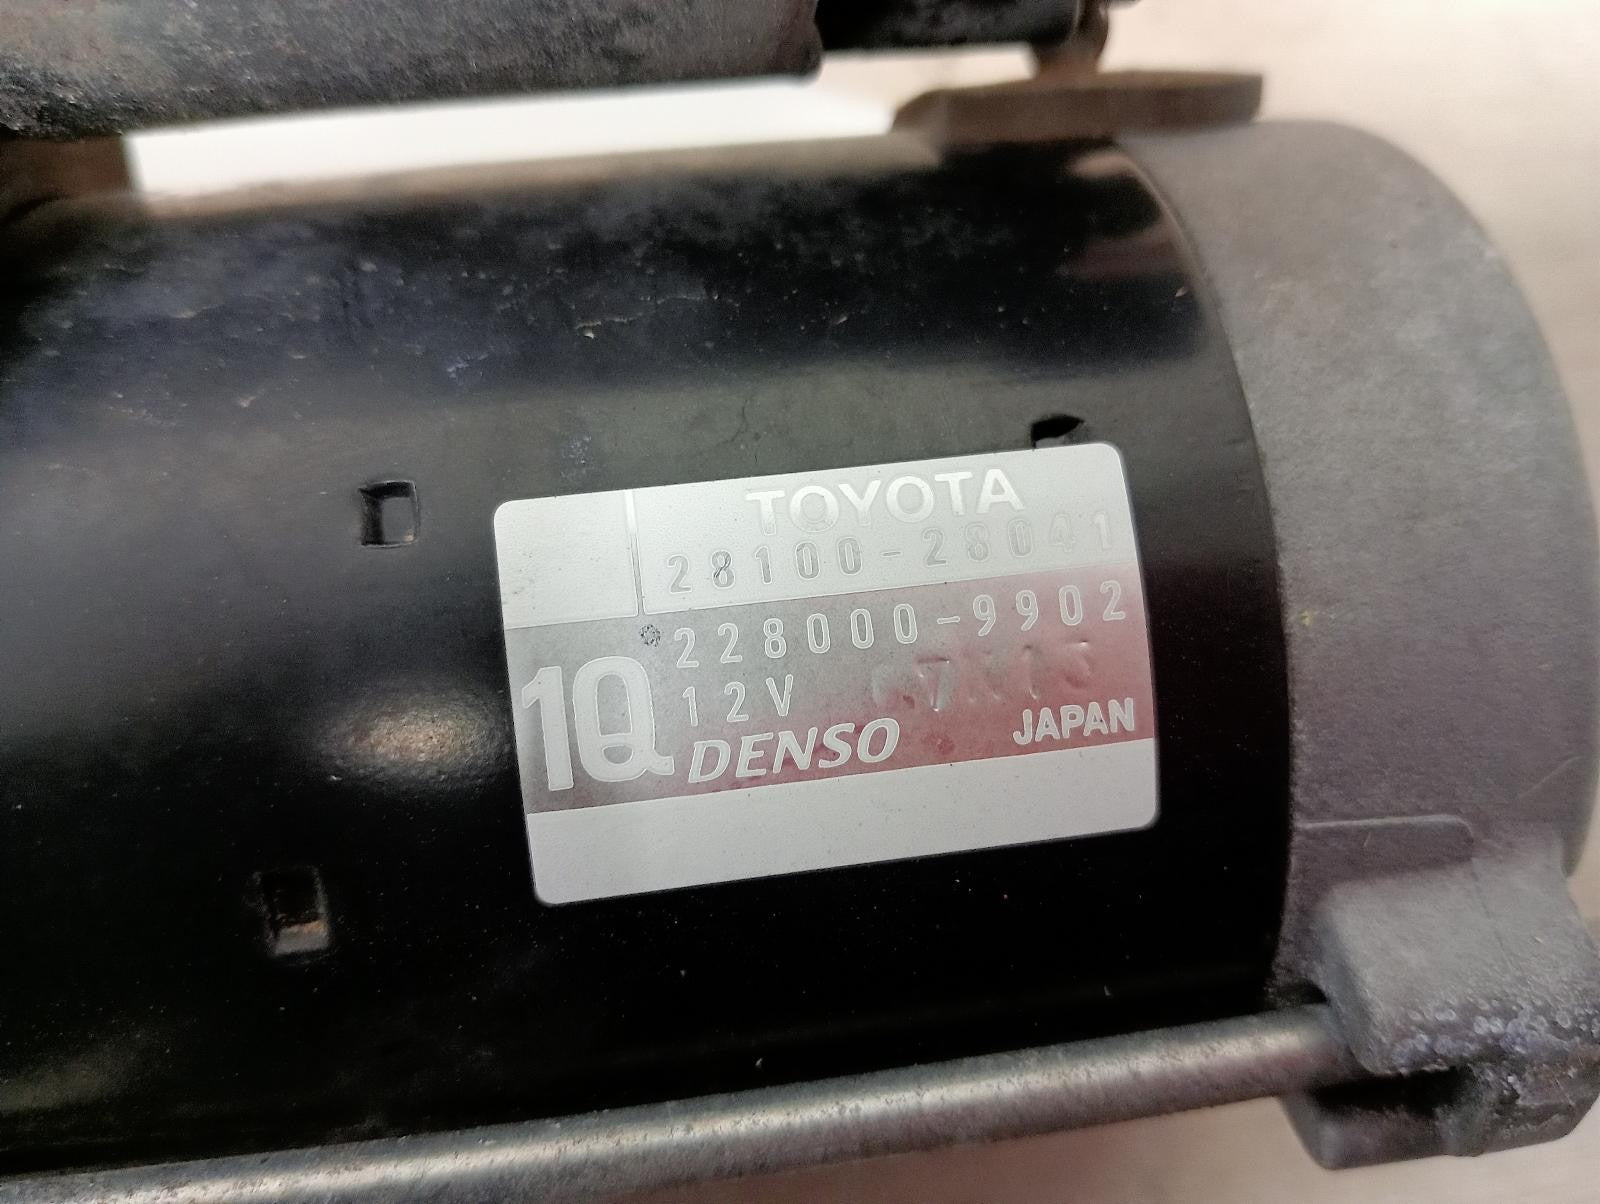 TOYOTA
28100-28041
228000-9902
12V
1Q
DENSO
JAPAN